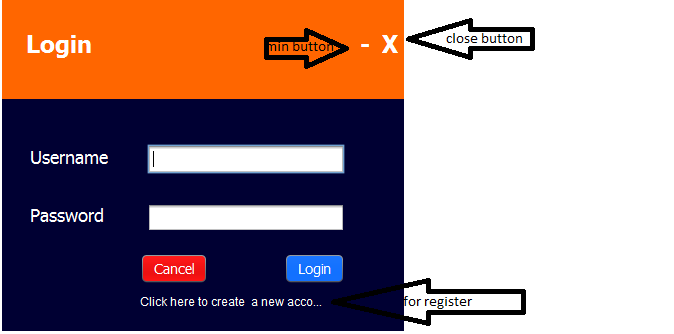 Login
min button
-
X
close button
Username
Password
Cancel
Login
Click here to create  a new acco...
for register